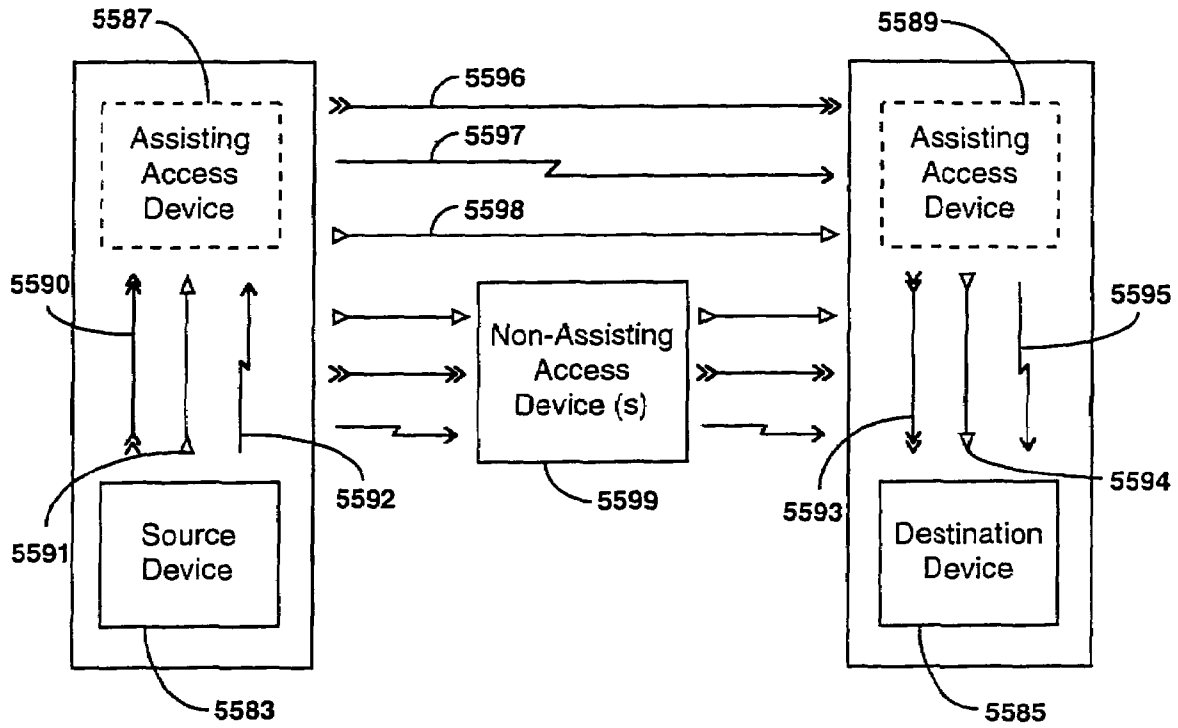 5587
5589
5596
Assisting
Access
Device
5597
Assisting
Access
Device
5598
5590
5595
Non-Assisting
Access
Device (s)
5592
5599
5593
5594
5591
Source
Device
Destination
Device
5583
5585